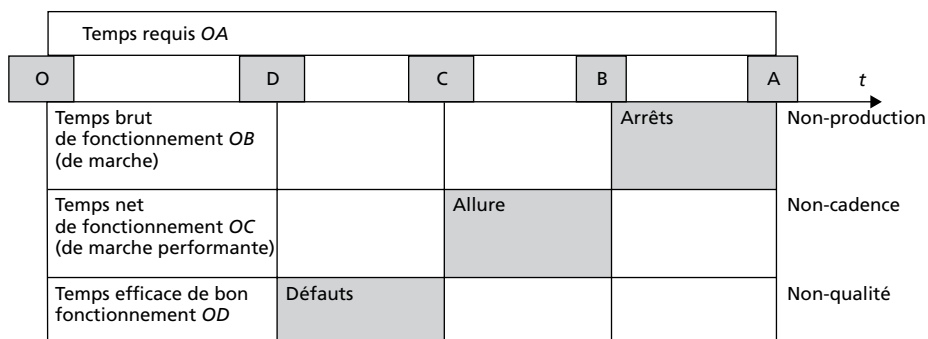 Temps requis OA
O D C B A t
Temps brut
de fonctionnement OB
(de marche)
Arrêts
Non-production
Temps net
de fonctionnement OC
(de marche performante)
Allure
Non-cadence
Temps efficace de bon
fonctionnement OD
Défauts
Non-qualité